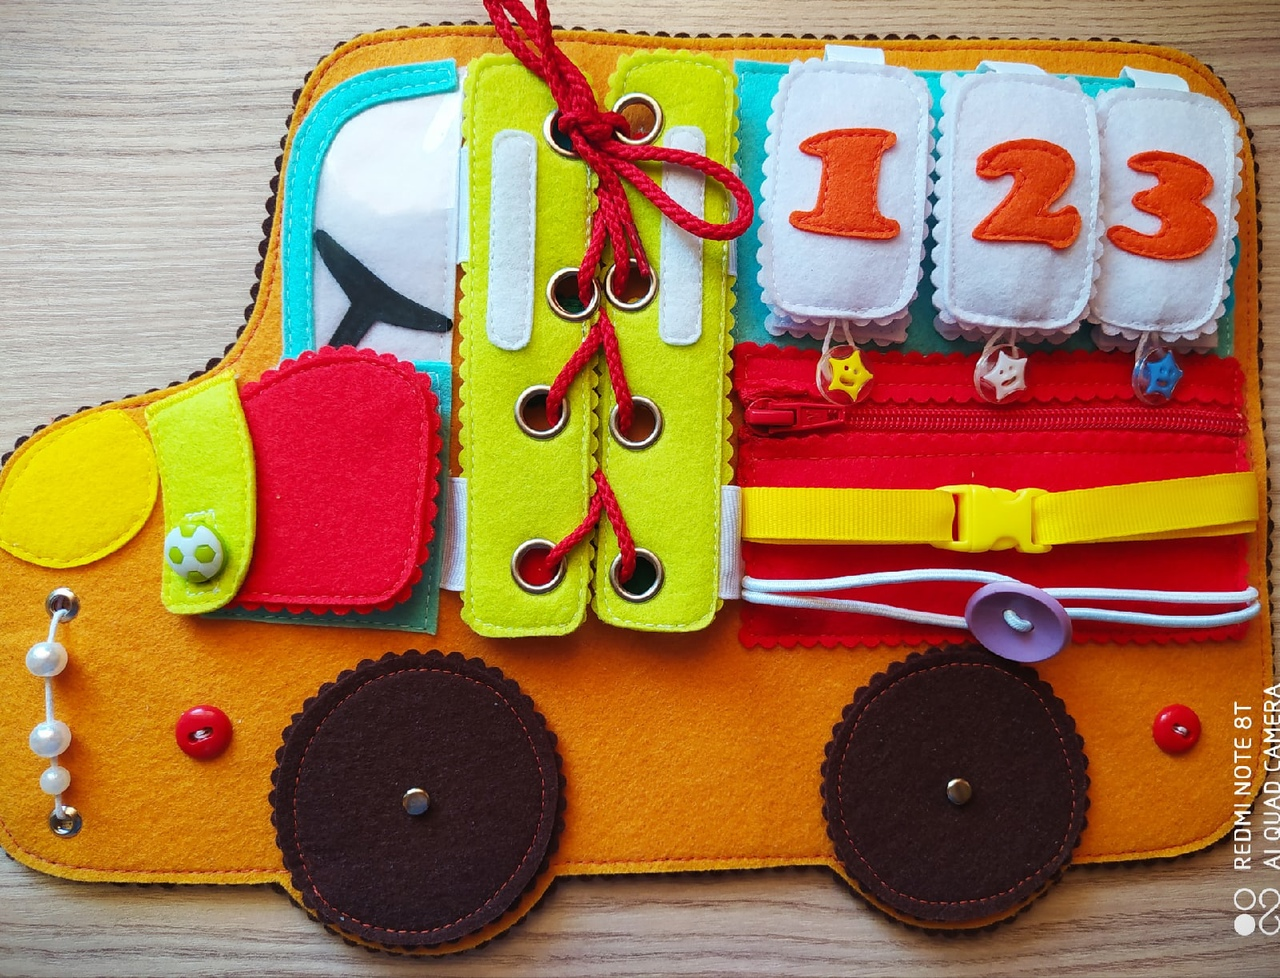 1 2 3
REDMI NOTE 8T
AI QUAD CAMERA